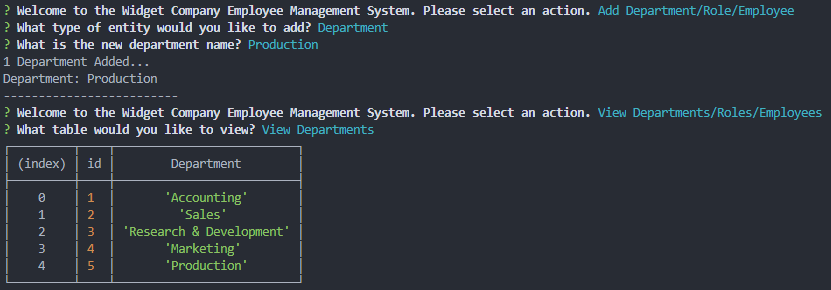 ? Welcome to the Widget Company Employee Management System. Please select an action. Add Department/Role/Employee
? What type of entity would you like to add? Department
? What is the new department name? Production
1 Department Added...
Department: Production
-------------------------
? Welcome to the Widget Company Employee Management System. Please select an action. View Departments/Roles/Employees
? What table would you like to view? View Departments
(index) id Department
0 1 'Accounting'
1 2 'Sales'
2 3 'Research & Development'
3 4 'Marketing'
4 5 'Production'